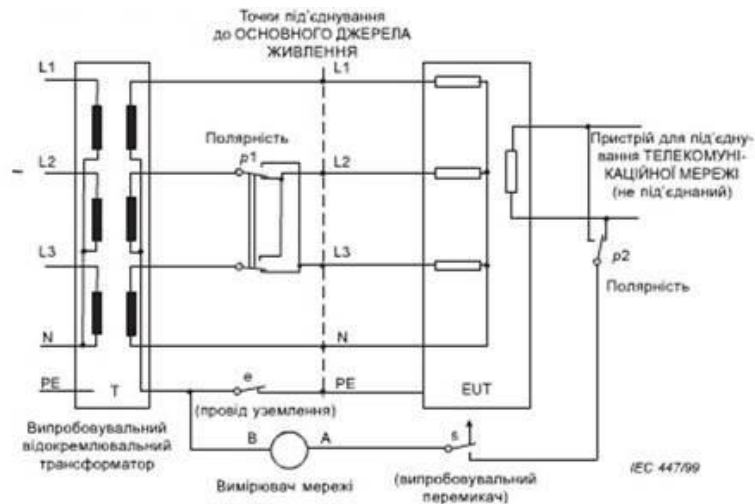 Точки під'єднування
до ОСНОВНОГО ДЖЕРЕЛА
ЖИВЛЕННЯ
L1
L1
Полярність
p1
Пристрій для під'єдну-
вання ТЕЛЕКОМУНІ-
КАЦІЙНОЇ МЕРЕЖІ
(не під'єднаний)
L2
L2
L3
L3
p2
Полярність
N
N
PE
T
e
PE
EUT
(провід уземлення)
Випробовувальний
відокремлювальний
трансформатор
B
A
s
Вимірювач мережі
(випробовувальний
перемикач)
IEC 447/99